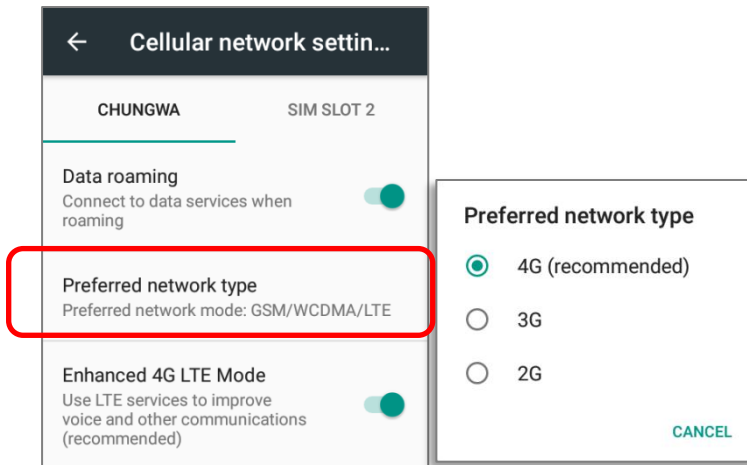 Cellular network settin...
CHUNGWA
SIM SLOT 2
Data roaming
Connect to data services when
roaming
Preferred network type
Preferred network mode: GSM/WCDMA/LTE
Enhanced 4G LTE Mode
Use LTE services to improve
voice and other communications
(recommended)
Preferred network type
4G (recommended)
3G
2G
CANCEL